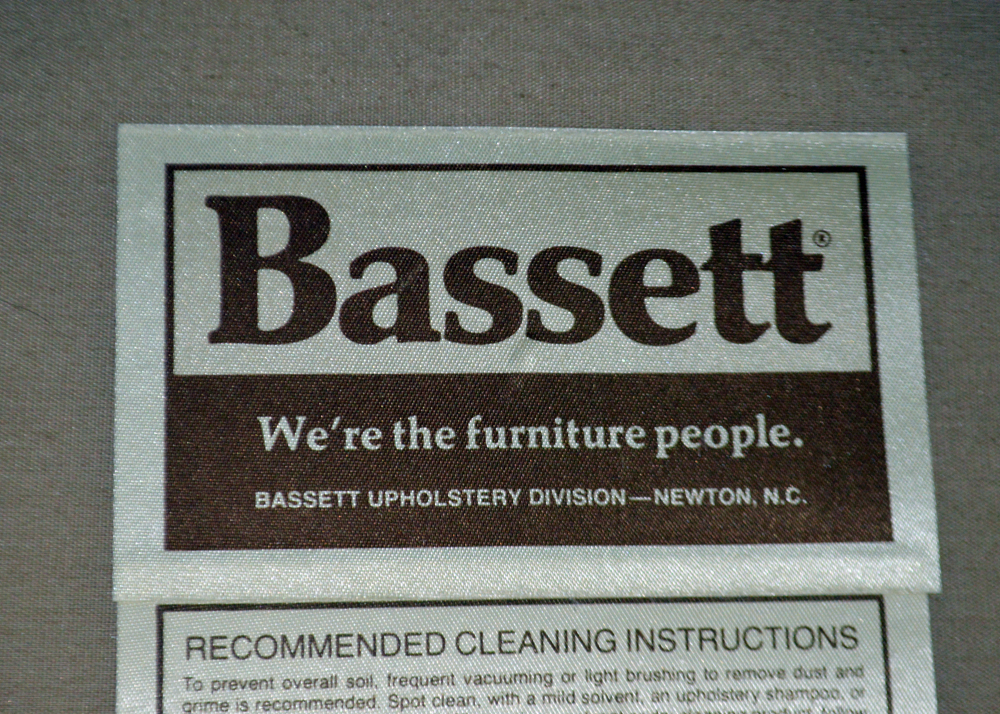 Bassett®
We're the furniture people.
BASSETT UPHOLSTERY DIVISION—NEWTON, N.C.
RECOMMENDED CLEANING INSTRUCTIONS
To prevent overall soil, frequent vacuuming or light brushing to remove dust and
grime is recommended. Spot clean, with a mild solvent, an upholstery shampoo, or
product, follow